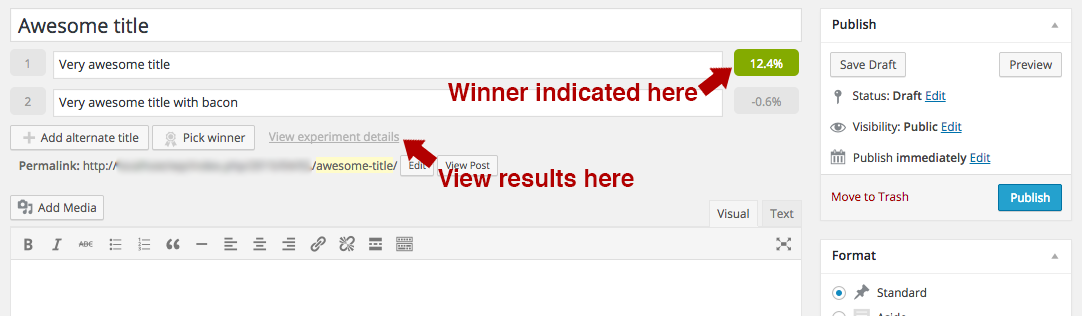 Awesome title
Publish
1 Very awesome title 12.4%
Save Draft Preview
Winner indicated here
2 Very awesome title with bacon -0.6%
Status: Draft Edit
Visibility: Public Edit
Add alternate title Pick winner View experiment details
Publish immediately Edit
Permalink: http:// /awesome-title/ Edit View Post
View results here
Move to Trash Publish
Add Media
Visual Text
B I ABC
Format
Standard
Aside